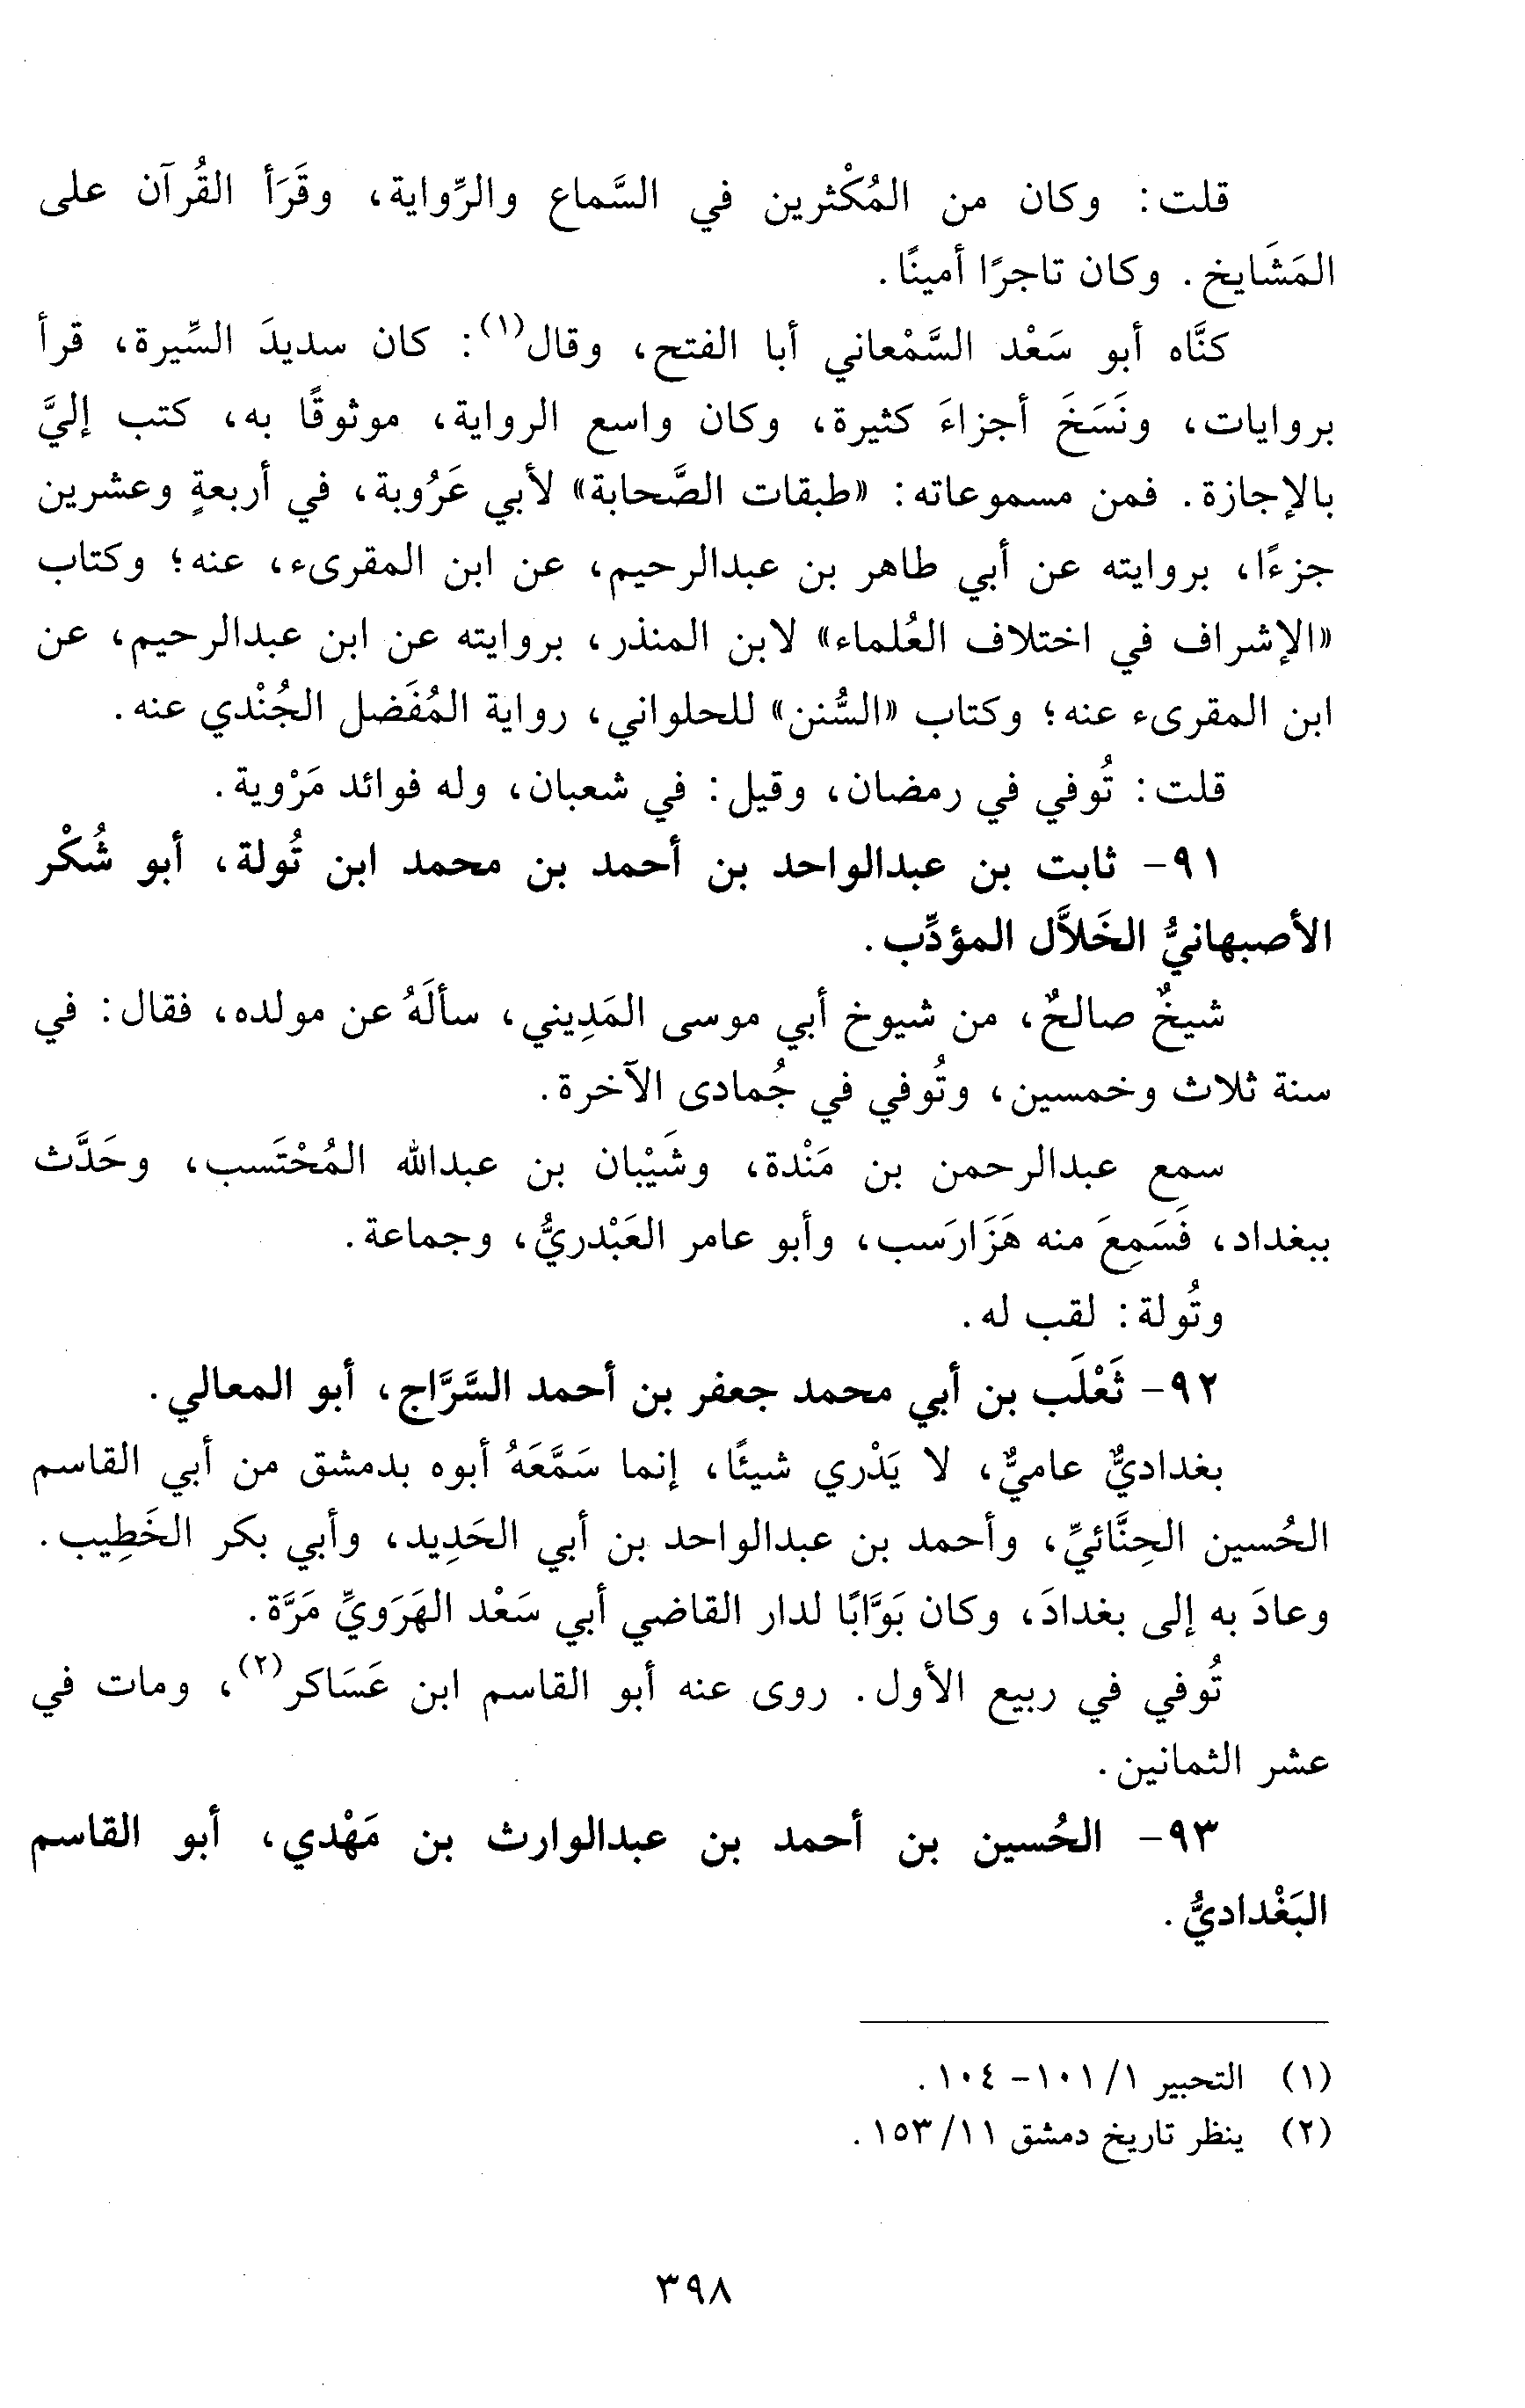 قلت: وكان من المُكْثرين في السَّماع والرِّواية، وقَرَأ القُرآن على
المَشَايخ. وكان تاجرًا أمينًا.
كنَّاه أبو سَعْد السَّمْعاني أبا الفتح، وقال(١): كان سديدَ السِّيرة، قرأ
بروايات، ونَسَخَ أجزاءَ كثيرة، وكان واسع الرواية، موثوقًا به، كتب إليَّ
بالإجازة. فمن مسموعاته: «طبقات الصَّحابة» لأبي عَرُوبة، في أربعةٍ وعشرين
جزءًا، بروايته عن أبي طاهر بن عبدالرحيم، عن ابن المقرىء، عنه؛ وكتاب
«الإشراف في اختلاف العُلماء» لابن المنذر، بروايته عن ابن عبدالرحيم، عن
ابن المقرىء عنه؛ وكتاب «السُّنن» للحلواني، رواية المُفَضل الجُنْدي عنه.
قلت: تُوفي في رمضان، وقيل: في شعبان، وله فوائد مَرْوية.
٩١- ثابت بن عبدالواحد بن أحمد بن محمد ابن تُولة، أبو شُكْر
الأصبهانيُّ الخَلاَّل المؤدِّب.
شيخٌ صالحٌ، من شيوخ أبي موسى المَدِيني، سألَهُ عن مولده، فقال: في
سنة ثلاث وخمسين، وتُوفي في جُمادى الآخرة.
سمع عبدالرحمن بن مَنْدة، وشَيْبان بن عبدالله المُحْتَسب، وحَدَّث
ببغداد، فَسَمِعَ منه هَزَارَسب، وأبو عامر العَبْدريُّ، وجماعة.
وتُولة: لقب له.
٩٢- ثَعْلَب بن أبي محمد جعفر بن أحمد السَّرَّاج، أبو المعالي.
بغداديٌّ عاميٌّ، لا يَدْري شيئًا، إنما سَمَّعَهُ أبوه بدمشق من أبي القاسم
الحُسين الحِنَّائيِّ، وأحمد بن عبدالواحد بن أبي الحَدِيد، وأبي بكر الخَطِيب.
وعادَ به إلى بغدادَ، وكان بَوَّابًا لدار القاضي أبي سَعْد الهَرَويِّ مَرَّة.
تُوفي في ربيع الأول. روى عنه أبو القاسم ابن عَسَاكر(٢)، ومات في
عشر الثمانين.
٩٣- الحُسين بن أحمد بن عبدالوارث بن مَهْدي، أبو القاسم
البَغْداديُّ.
(١) التحبير ١/ ١٠١- ١٠٤.
(٢) ينظر تاريخ دمشق ١١/ ١٥٣.
٣٩٨